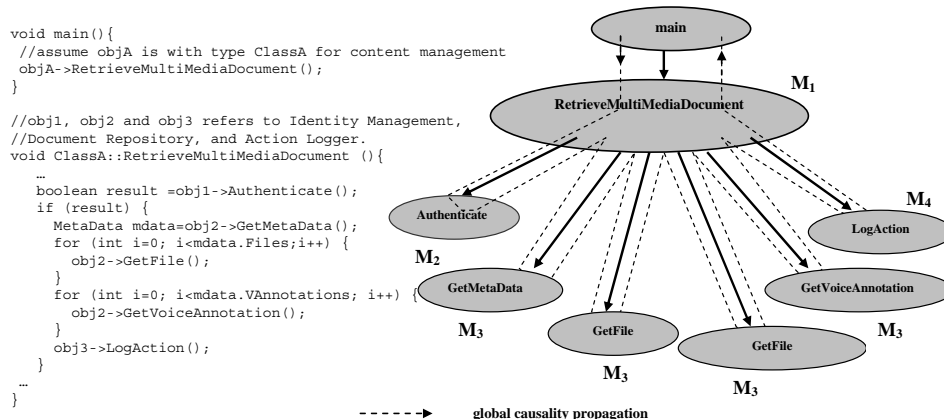 void main(){
//assume objA is with type ClassA for content management
objA->RetrieveMultiMediaDocument();
}
//obj1, obj2 and obj3 refers to Identity Management,
//Document Repository, and Action Logger.
void ClassA::RetrieveMultiMediaDocument (){
…
boolean result =obj1->Authenticate();
if (result) {
MetaData mdata=obj2->GetMetaData();
for (int i=0; i<mdata.Files;i++) {
obj2->GetFile();
}
for (int i=0; i<mdata.VAnnotations; i++) {
obj2->GetVoiceAnnotation();
}
obj3->LogAction();
}
…
}
main
M1
RetrieveMultiMediaDocument
M4
Authenticate
LogAction
M2
GetMetaData
GetVoiceAnnotation
M3
M3
GetFile
GetFile
M3
M3
global causality propagation